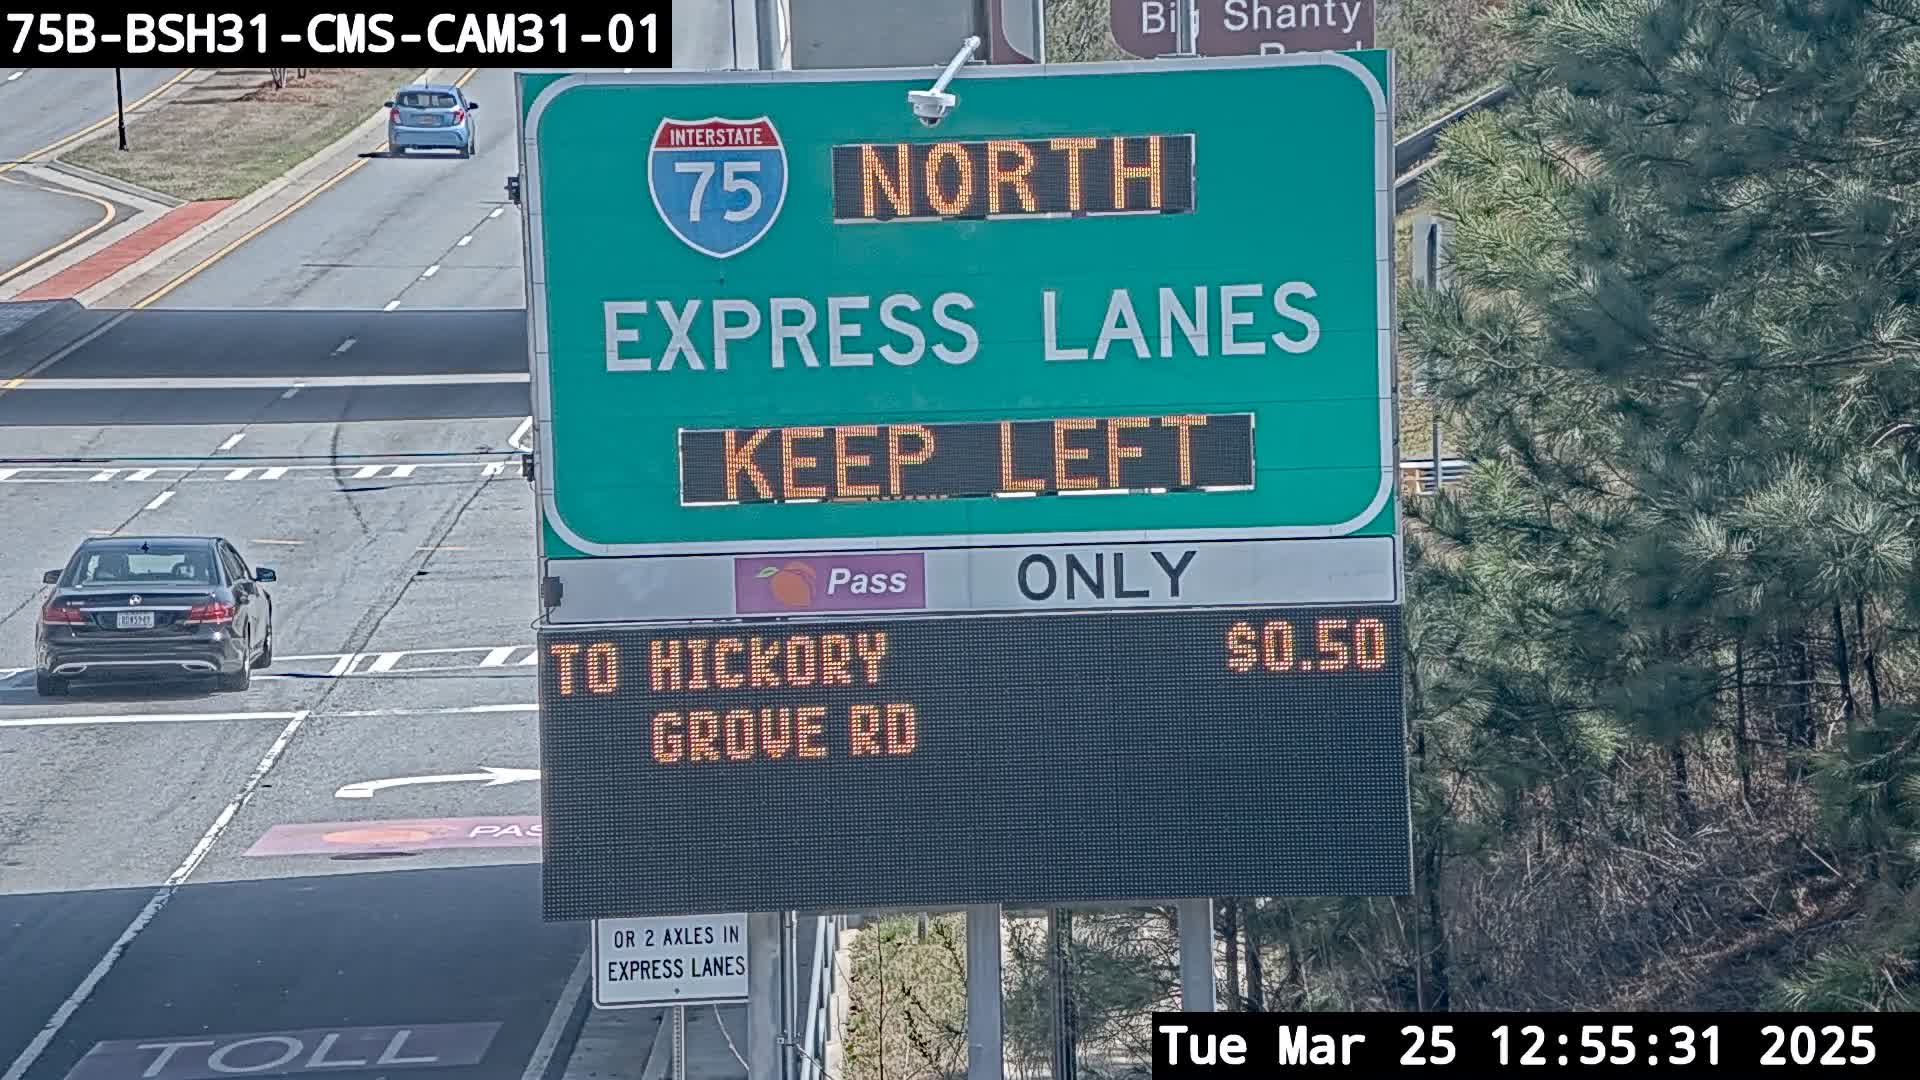 75B-BSH31-CMS-CAM31-01
Big Shanty
Road
INTERSTATE
75
NORTH
EXPRESS LANES
KEEP LEFT
Pass ONLY
TO HICKORY $0.50
GROVE RD
OR 2 AXLES IN
EXPRESS LANES
TOLL
Tue Mar 25 12:55:31 2025